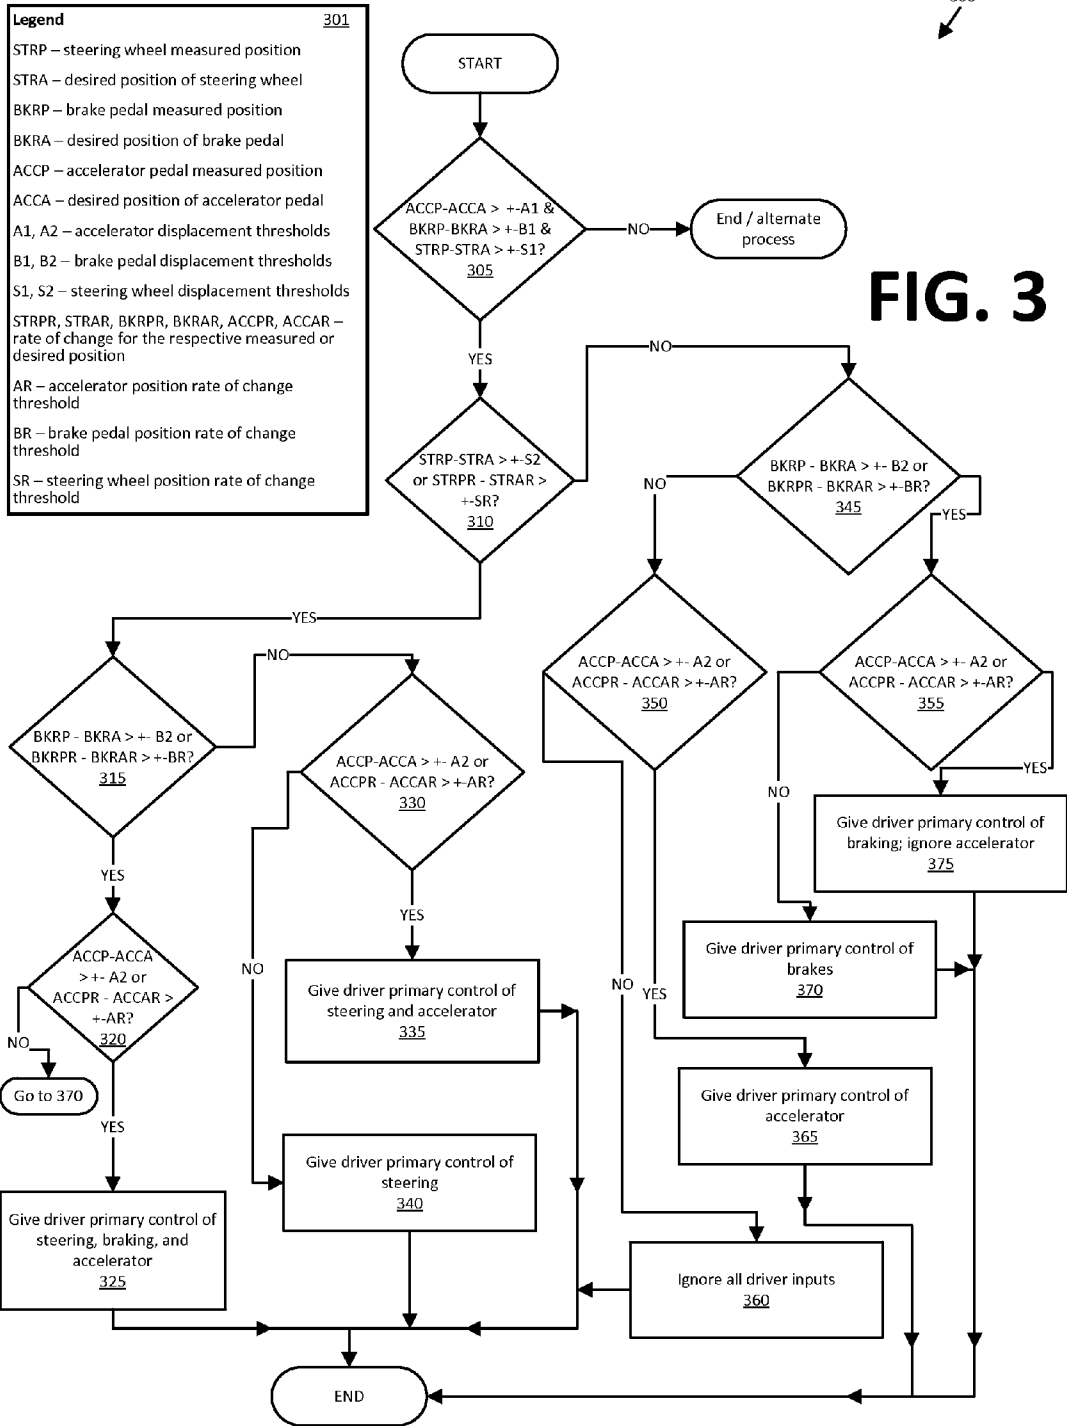 Legend 301
STRP – steering wheel measured position
STRA – desired position of steering wheel
BKRP – brake pedal measured position
BKRA – desired position of brake pedal
ACCP – accelerator pedal measured position
ACCA – desired position of accelerator pedal
A1, A2 – accelerator displacement thresholds
B1, B2 – brake pedal displacement thresholds
S1, S2 – steering wheel displacement thresholds
STRPR, STRAR, BKRPR, BKRAR, ACCPR, ACCAR –
rate of change for the respective measured or
desired position
AR – accelerator position rate of change
threshold
BR – brake pedal position rate of change
threshold
SR – steering wheel position rate of change
threshold
START
ACCP-ACCA > +-A1 &
BKRP-BKRA > +-B1 &
STRP-STRA > +-S1?
305
NO
End / alternate
process
FIG. 3
YES
STRP-STRA > +-S2
or STRPR - STRAR >
+-SR?
310
NO
BKRP - BKRA > +- B2 or
BKRPR - BKRAR > +-BR?
345
NO
YES
YES
ACCP-ACCA > +- A2 or
ACCPR - ACCAR > +-AR?
350
ACCP-ACCA > +- A2 or
ACCPR - ACCAR > +-AR?
355
BKRP - BKRA > +- B2 or
BKRPR - BKRAR > +-BR?
315
NO
ACCP-ACCA > +- A2 or
ACCPR - ACCAR > +-AR?
330
YES
NO
Give driver primary control of
braking; ignore accelerator
375
YES
YES
ACCP-ACCA
> +- A2 or
ACCPR - ACCAR >
+-AR?
320
NO
Go to 370
NO
Give driver primary control of
steering and accelerator
335
NO
YES
Give driver primary control of
brakes
370
YES
Give driver primary control of
accelerator
365
Give driver primary control of
steering
340
Give driver primary control of
steering, braking, and
accelerator
325
Ignore all driver inputs
360
END